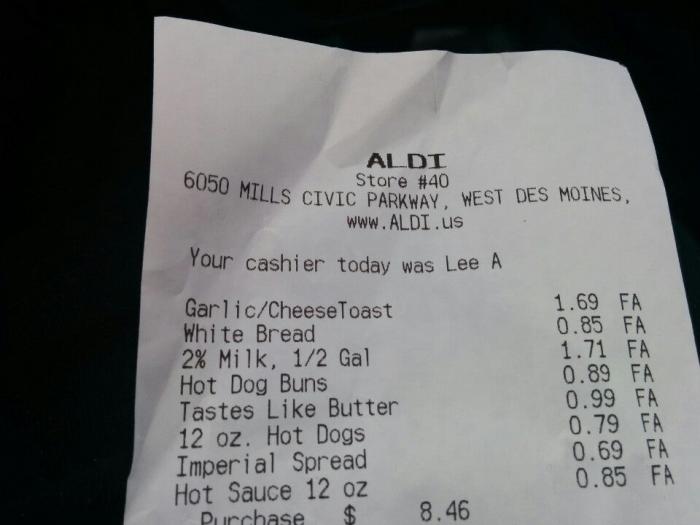 ALDI
Store #40
6050 MILLS CIVIC PARKWAY, WEST DES MOINES,
www.ALDI.us
Your cashier today was Lee A
Garlic/CheeseToast 1.69 FA
White Bread 0.85 FA
2% Milk, 1/2 Gal 1.71 FA
Hot Dog Buns 0.89 FA
Tastes Like Butter 0.99 FA
12 oz. Hot Dogs 0.79 FA
Imperial Spread 0.69 FA
Hot Sauce 12 oz 0.85 FA
Purchase $ 8.46